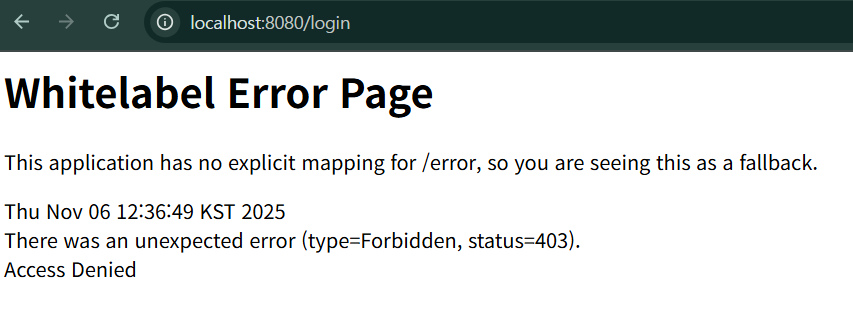 localhost:8080/login
Whitelabel Error Page
This application has no explicit mapping for /error, so you are seeing this as a fallback.
Thu Nov 06 12:36:49 KST 2025
There was an unexpected error (type=Forbidden, status=403).
Access Denied